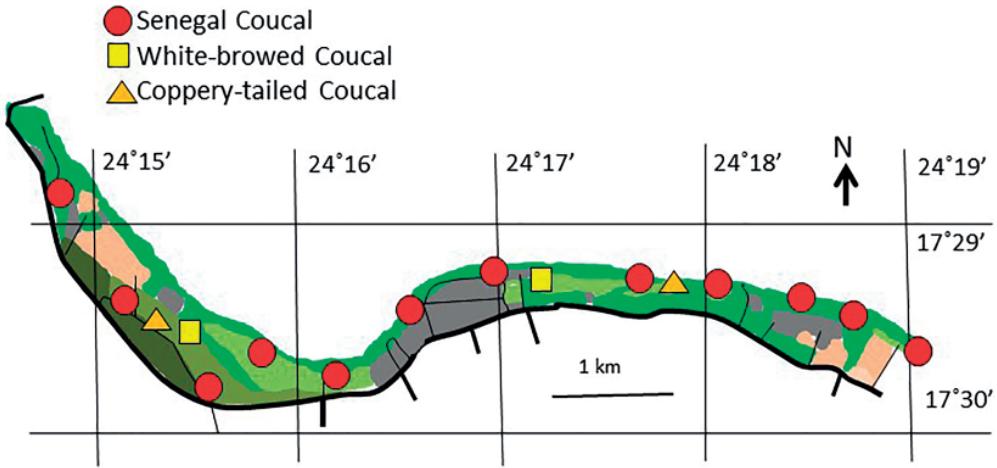 Senegal Coucal
White-browed Coucal
Coppery-tailed Coucal
24˚15’
24˚16’
24˚17’
24˚18’
N
24˚19’
17˚29’
1 km
17˚30’